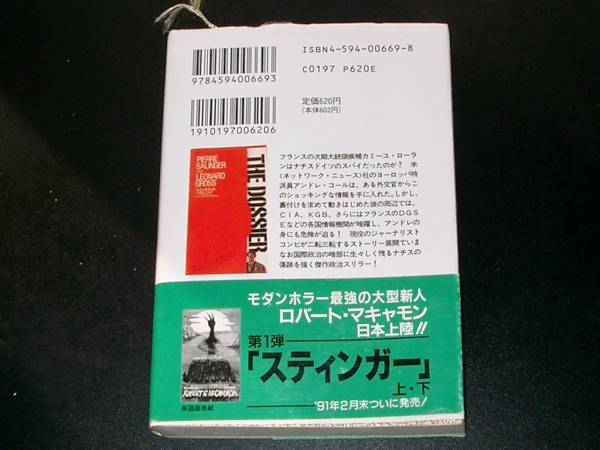 ISBN4-594-00669-8
C0197 P620E
9784594006693
定価620円
(本体602円)
1910197006206
PIERRE
SALINGER
LEONARD
GROSS
THE DOSSIER
フランスの次期大統領候補カミーユ・ローラ
ンはナチスドイツのスパイだったのか? 米
〈ネットワーク・ニュース〉社のヨーロッパ特
派員アンドレ・コールは、ある外交官からこ
のショッキングな情報を手に入れた。しかし、
裏付けを求めて動きはじめた彼の周辺では、
CIA、KGB、さらにはフランスのDGS
Eなどの各国情報機関が暗躍し、アンドレの
身にも危険が迫る! 現役のジャーナリスト
コンビが二転三転するストーリー展開でいま
なお国際政治の暗部に生々しく残るナチスの
傷跡を描く傑作政治スリラー!
モダンホラー最強の大型新人
ロバート・マキャモン
日本上陸!!
第1弾
「スティンガー」
上・下
'91年2月末ついに発売!
ROBERT R. McCAMMON
英語版表紙